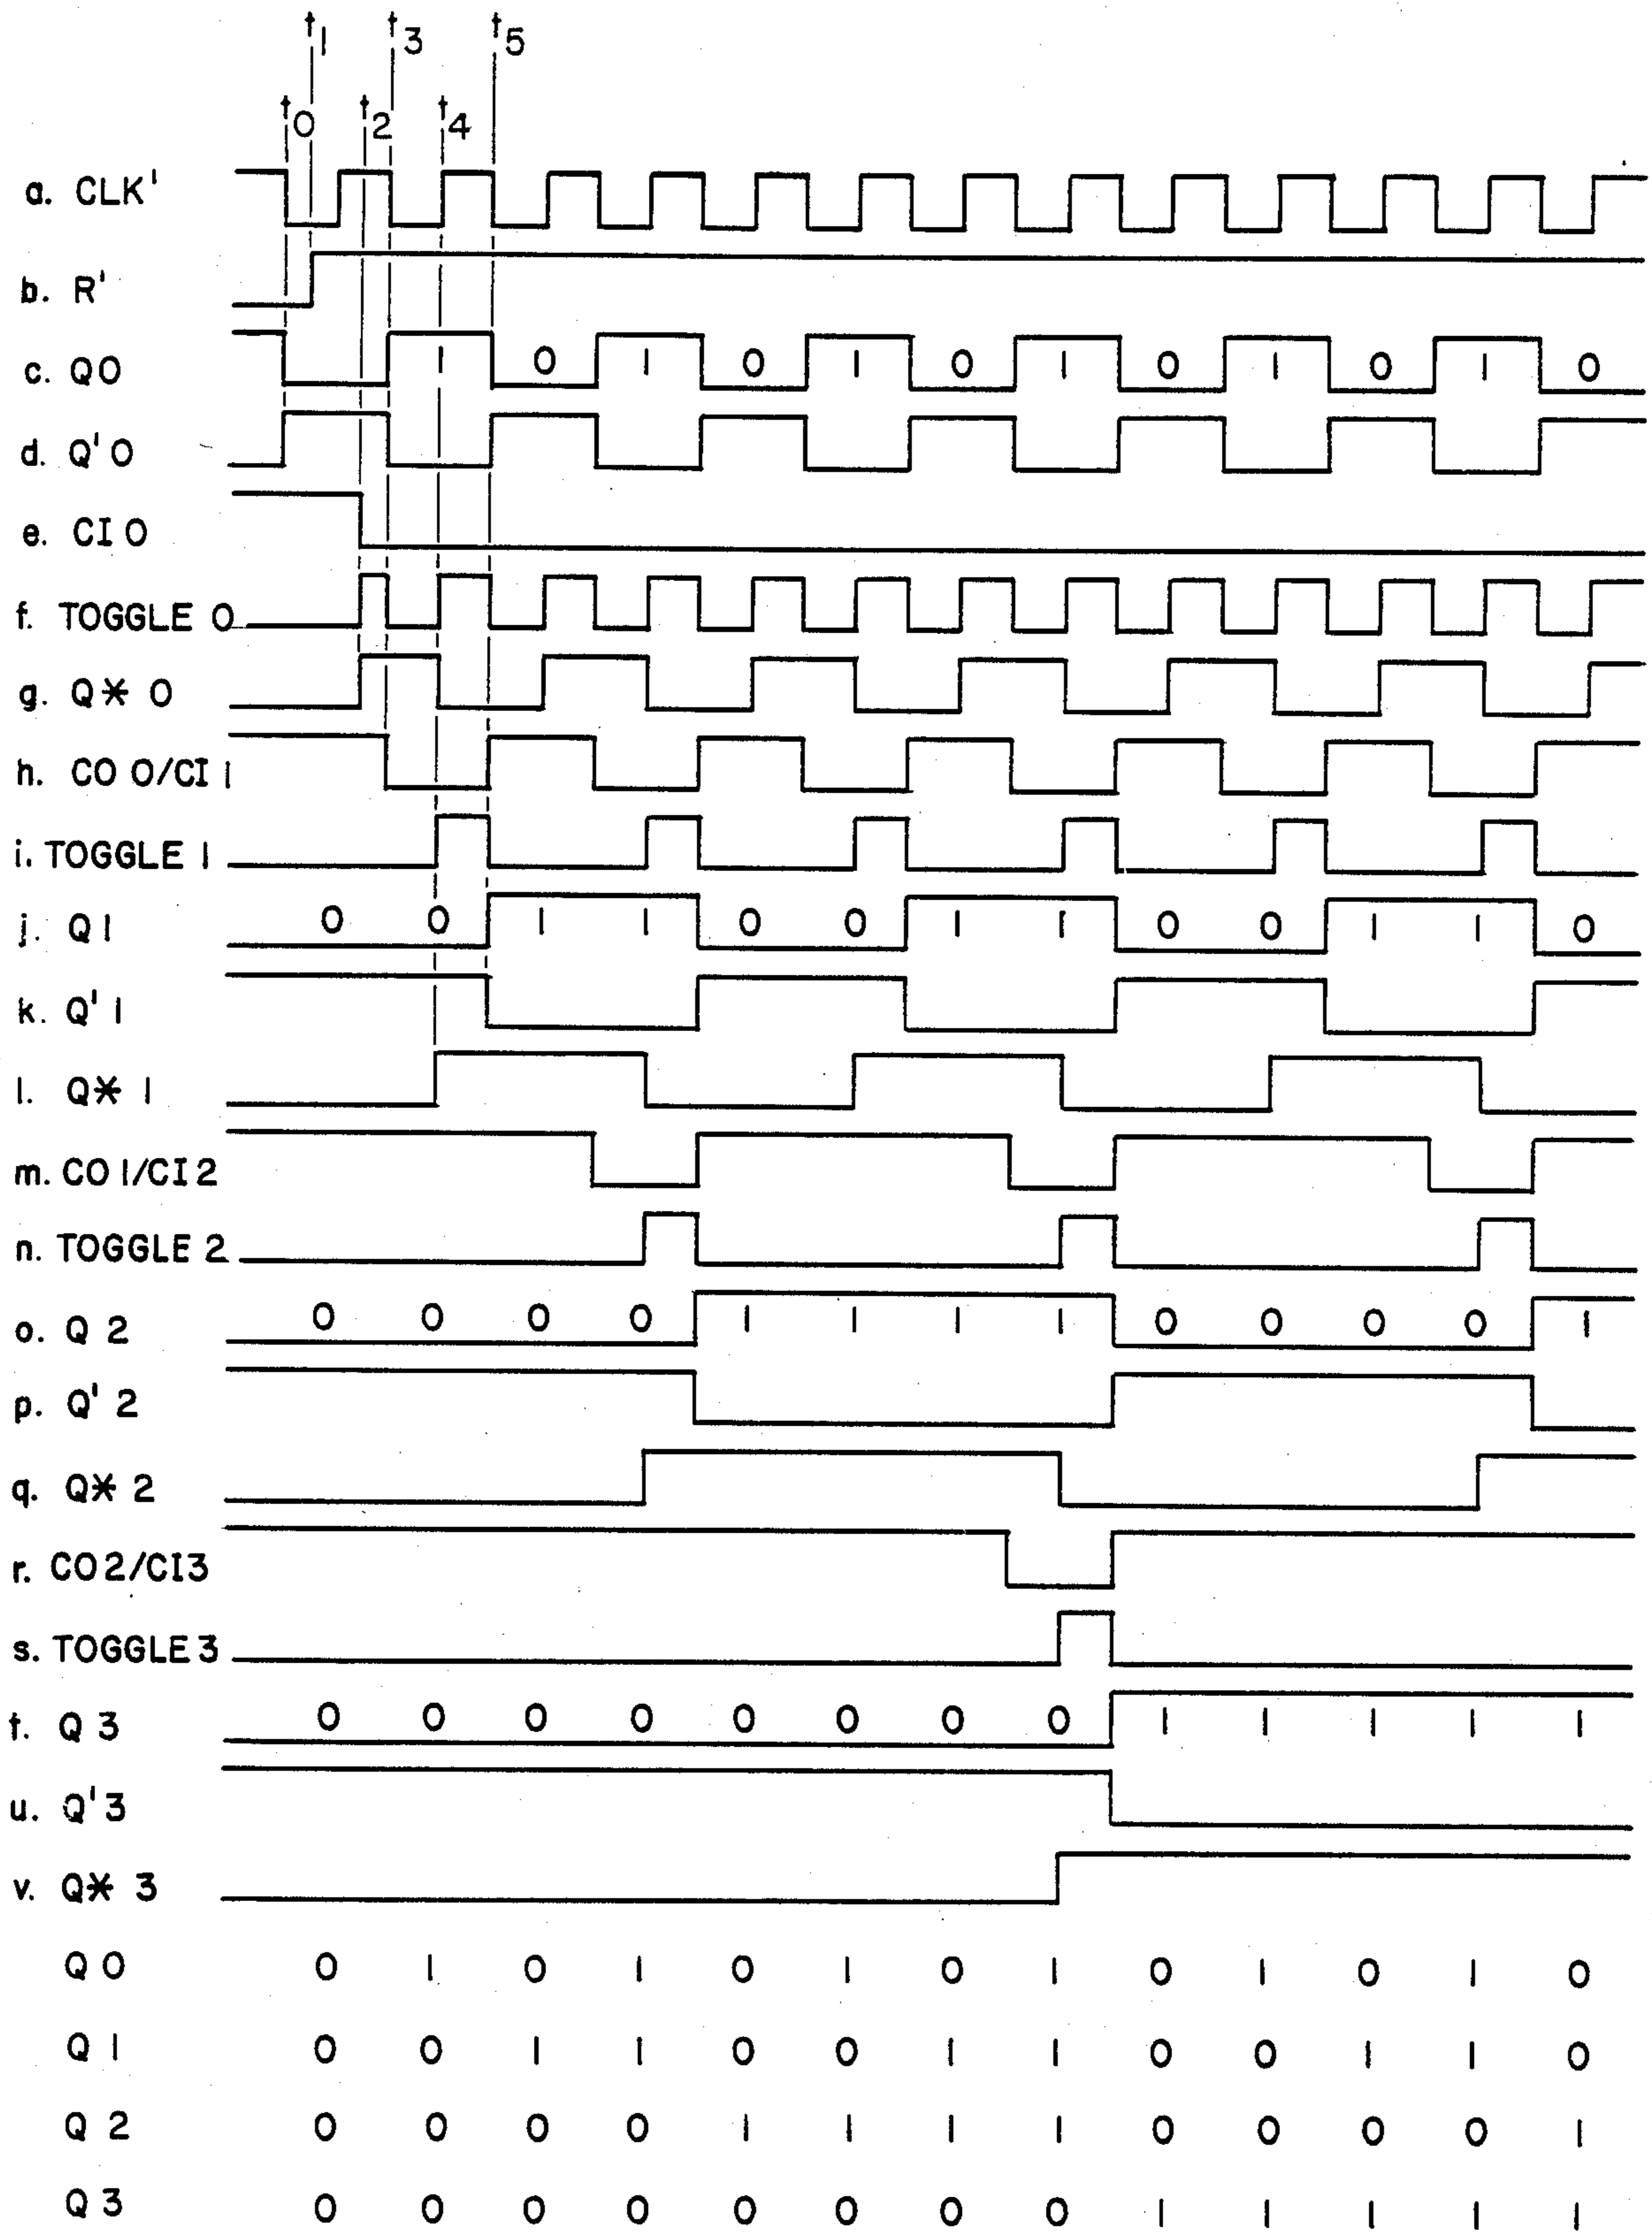 t1 t3 t5
t0 t2 t4
a. CLK'
b. R'
c. Q0 1 0 1 0 1 0 1 0 1 0 1 0
d. Q'0
e. CI 0
f. TOGGLE 0
g. Q* 0
h. CO 0/CI 1
i. TOGGLE 1
j. Q1 0 0 1 1 0 0 1 1 0 0 1 1 0
k. Q'1
l. Q* 1
m. CO 1/CI 2
n. TOGGLE 2
o. Q 2 0 0 0 0 1 1 1 1 0 0 0 0 1
p. Q' 2
q. Q* 2
r. CO2/CI3
s. TOGGLE 3
t. Q 3 0 0 0 0 0 0 0 0 1 1 1 1 1
u. Q'3
v. Q* 3
Q 0 0 1 0 1 0 1 0 1 0 1 0 1 0
Q 1 0 0 1 1 0 0 1 1 0 0 1 1 0
Q 2 0 0 0 0 1 1 1 1 0 0 0 0 1
Q 3 0 0 0 0 0 0 0 0 1 1 1 1 1